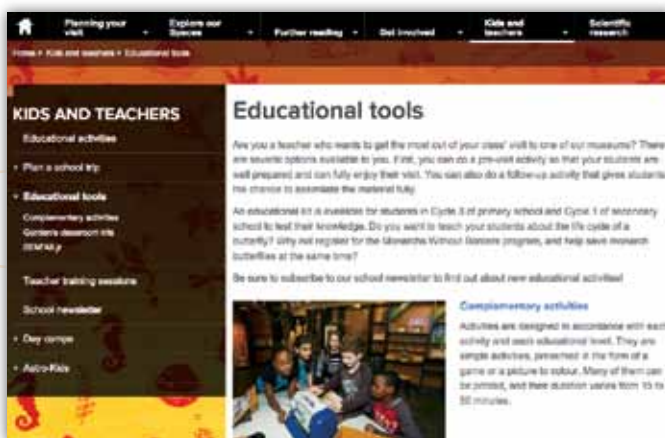 Planning your visit
Explore our Spaces
Further reading
Get involved
Kids and teachers
Scientific research
Home > Kids and teachers > Educational tools
KIDS AND TEACHERS
Educational activities
Plan a school trip
Educational tools
Complementary activities
Teacher training sessions
School newsletter
Day camps
Astro-Kids
Educational tools
Are you a teacher who wants to get the most out of your class' visit to one of our museums? There
are several options available to you. First, you can do a pre-visit activity so that your students are
well prepared and can fully enjoy their visit. You can also do a follow-up activity that gives students
the chance to assimilate the material fully.
An educational kit is available for students in Cycle 3 of primary school and Cycle 1 of secondary
school to test their knowledge. Do you want to teach your students about the life cycle of a
butterfly? Why not register for the Monarchs Without Borders program, and help save monarch
butterflies at the same time?
Be sure to subscribe to our school newsletter to find out about new educational activities!
Complementary activities
Activities are designed in accordance with each
activity and each educational level. They are
simple activities, presented in the form of a
game or a picture to colour. Many of them can
be printed, and their duration varies from 15 to
50 minutes.